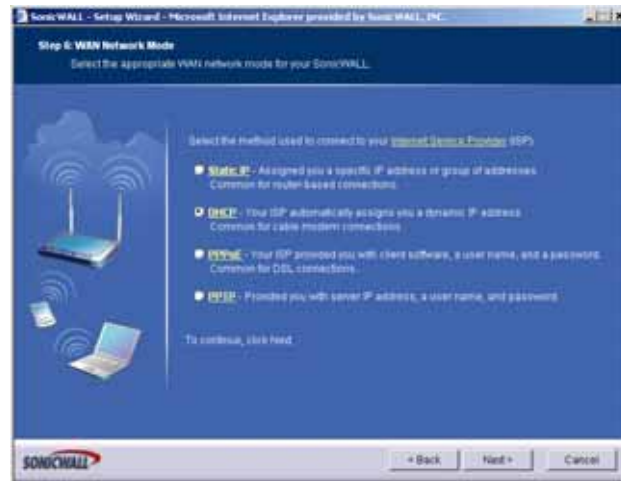 SonicWALL - Setup Wizard - Microsoft Internet Explorer provided by SonicWALL, INC.
Step 6: WAN Network Mode
Select the appropriate WAN network mode for your SonicWALL.
Select the method used to connect to your Internet Service Provider (ISP).
Static IP - Assigned you a specific IP address or group of addresses.
Common for router-based connections.
DHCP - Your ISP automatically assigns you a dynamic IP address.
Common for cable modem connections.
PPPoE - Your ISP provided you with client software, a user name, and a password.
Common for DSL connections.
PPTP - Provided you with server IP address, a user name, and password.
To continue, click Next.
SONICWALL
< Back
Next >
Cancel